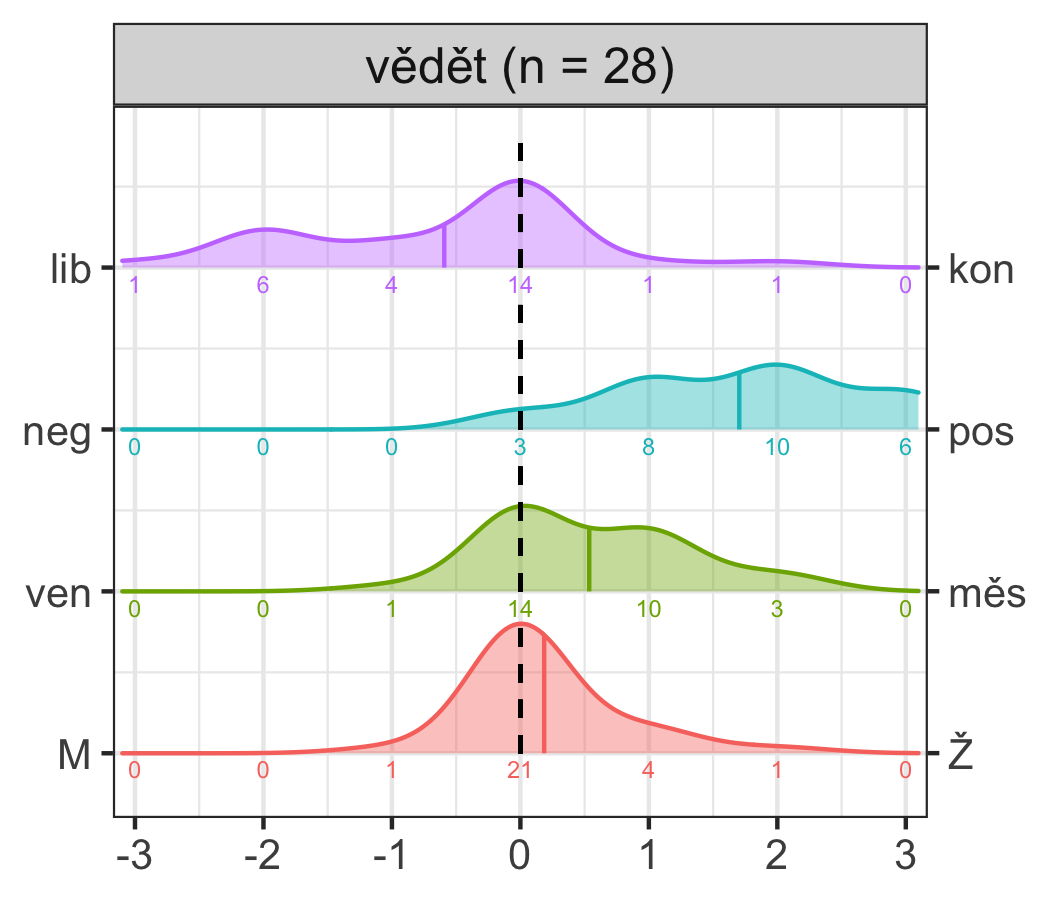 vědět (n = 28)
lib kon
1 6 4 14 1 1 0
neg pos
0 0 0 3 8 10 6
ven měs
0 0 1 14 10 3 0
M Ž
0 0 1 21 4 1 0
-3 -2 -1 0 1 2 3